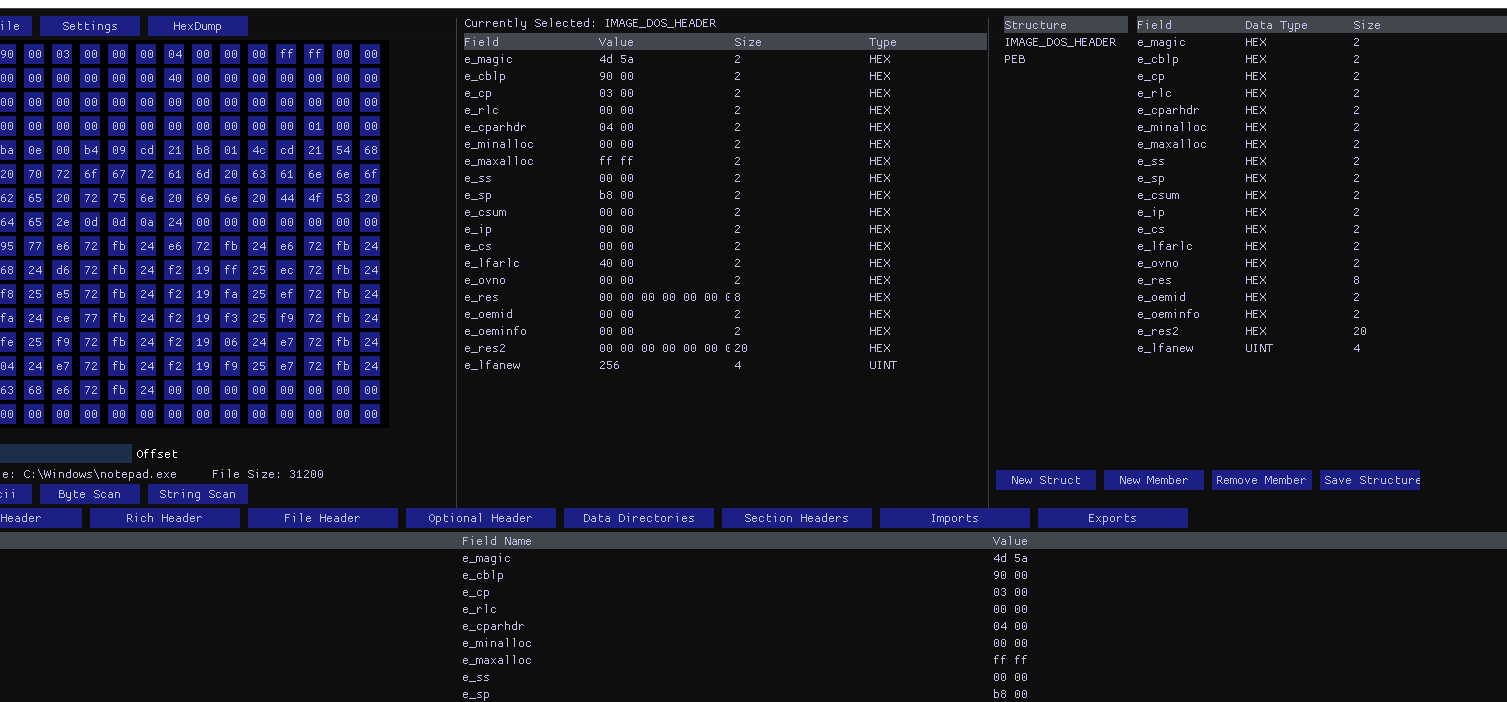 ile Settings HexDump
90 00 03 00 00 00 04 00 00 00 ff ff 00 00
00 00 00 00 00 00 40 00 00 00 00 00 00 00
00 00 00 00 00 00 00 00 00 00 00 00 00 00
00 00 00 00 00 00 00 00 00 00 00 01 00 00
ba 0e 00 b4 09 cd 21 b8 01 4c cd 21 54 68
20 70 72 6f 67 72 61 6d 20 63 61 6e 6e 6f
62 65 20 72 75 6e 20 69 6e 20 44 4f 53 20
64 65 2e 0d 0d 0a 24 00 00 00 00 00 00 00
95 77 e6 72 fb 24 e6 72 fb 24 e6 72 fb 24
68 24 d6 72 fb 24 f2 19 ff 25 ec 72 fb 24
f8 25 e5 72 fb 24 f2 19 fa 25 ef 72 fb 24
fa 24 ce 77 fb 24 f2 19 f3 25 f9 72 fb 24
fe 25 f9 72 fb 24 f2 19 06 24 e7 72 fb 24
04 24 e7 72 fb 24 f2 19 f9 25 e7 72 fb 24
63 68 e6 72 fb 24 00 00 00 00 00 00 00 00
00 00 00 00 00 00 00 00 00 00 00 00 00 00
Offset
e: C:\Windows\notepad.exe File Size: 31200
cii Byte Scan String Scan
Currently Selected: IMAGE_DOS_HEADER
Field Value Size Type
e_magic 4d 5a 2 HEX
e_cblp 90 00 2 HEX
e_cp 03 00 2 HEX
e_rlc 00 00 2 HEX
e_cparhdr 04 00 2 HEX
e_minalloc 00 00 2 HEX
e_maxalloc ff ff 2 HEX
e_ss 00 00 2 HEX
e_sp b8 00 2 HEX
e_csum 00 00 2 HEX
e_ip 00 00 2 HEX
e_cs 00 00 2 HEX
e_lfarlc 40 00 2 HEX
e_ovno 00 00 2 HEX
e_res 00 00 00 00 00 00 0 8 HEX
e_oemid 00 00 2 HEX
e_oeminfo 00 00 2 HEX
e_res2 00 00 00 00 00 00 0 20 HEX
e_lfanew 256 4 UINT
Structure
IMAGE_DOS_HEADER
PEB
Field Data Type Size
e_magic HEX 2
e_cblp HEX 2
e_cp HEX 2
e_rlc HEX 2
e_cparhdr HEX 2
e_minalloc HEX 2
e_maxalloc HEX 2
e_ss HEX 2
e_sp HEX 2
e_csum HEX 2
e_ip HEX 2
e_cs HEX 2
e_lfarlc HEX 2
e_ovno HEX 2
e_res HEX 8
e_oemid HEX 2
e_oeminfo HEX 2
e_res2 HEX 20
e_lfanew UINT 4
New Struct New Member Remove Member Save Structure
Header Rich Header File Header Optional Header Data Directories Section Headers Imports Exports
Field Name Value
e_magic 4d 5a
e_cblp 90 00
e_cp 03 00
e_rlc 00 00
e_cparhdr 04 00
e_minalloc 00 00
e_maxalloc ff ff
e_ss 00 00
e_sp b8 00